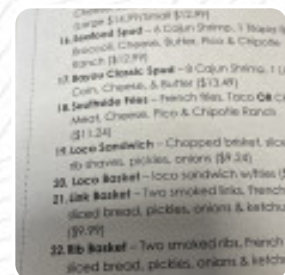 (Large $14.99/Small $12.99)
16. Seafood Spud – 6 Cajun Shrimp, 1
Broccoli, Cheese, Butter, Pico & Chipotle
Ranch ($12.99)
17. Bayou Classic Spud – 8 Cajun Shrimp, 1
Corn, Cheese, & Butter ($13.49)
18. Southside Fries – French fries, Taco OR
Meat, Cheese, Pico & Chipotle Ranch
($11.24)
19. Loco Sandwich – Chopped brisket, slice
rib shaves, pickles, onions ($9.24)
20. Loco Basket – loco sandwich w/fries
21. Link Basket – Two smoked links, French
sliced bread, pickles, onions & ketchu
($9.99)
22. Rib Basket – Two smoked ribs, French
sliced bread, pickles, onions & ketch